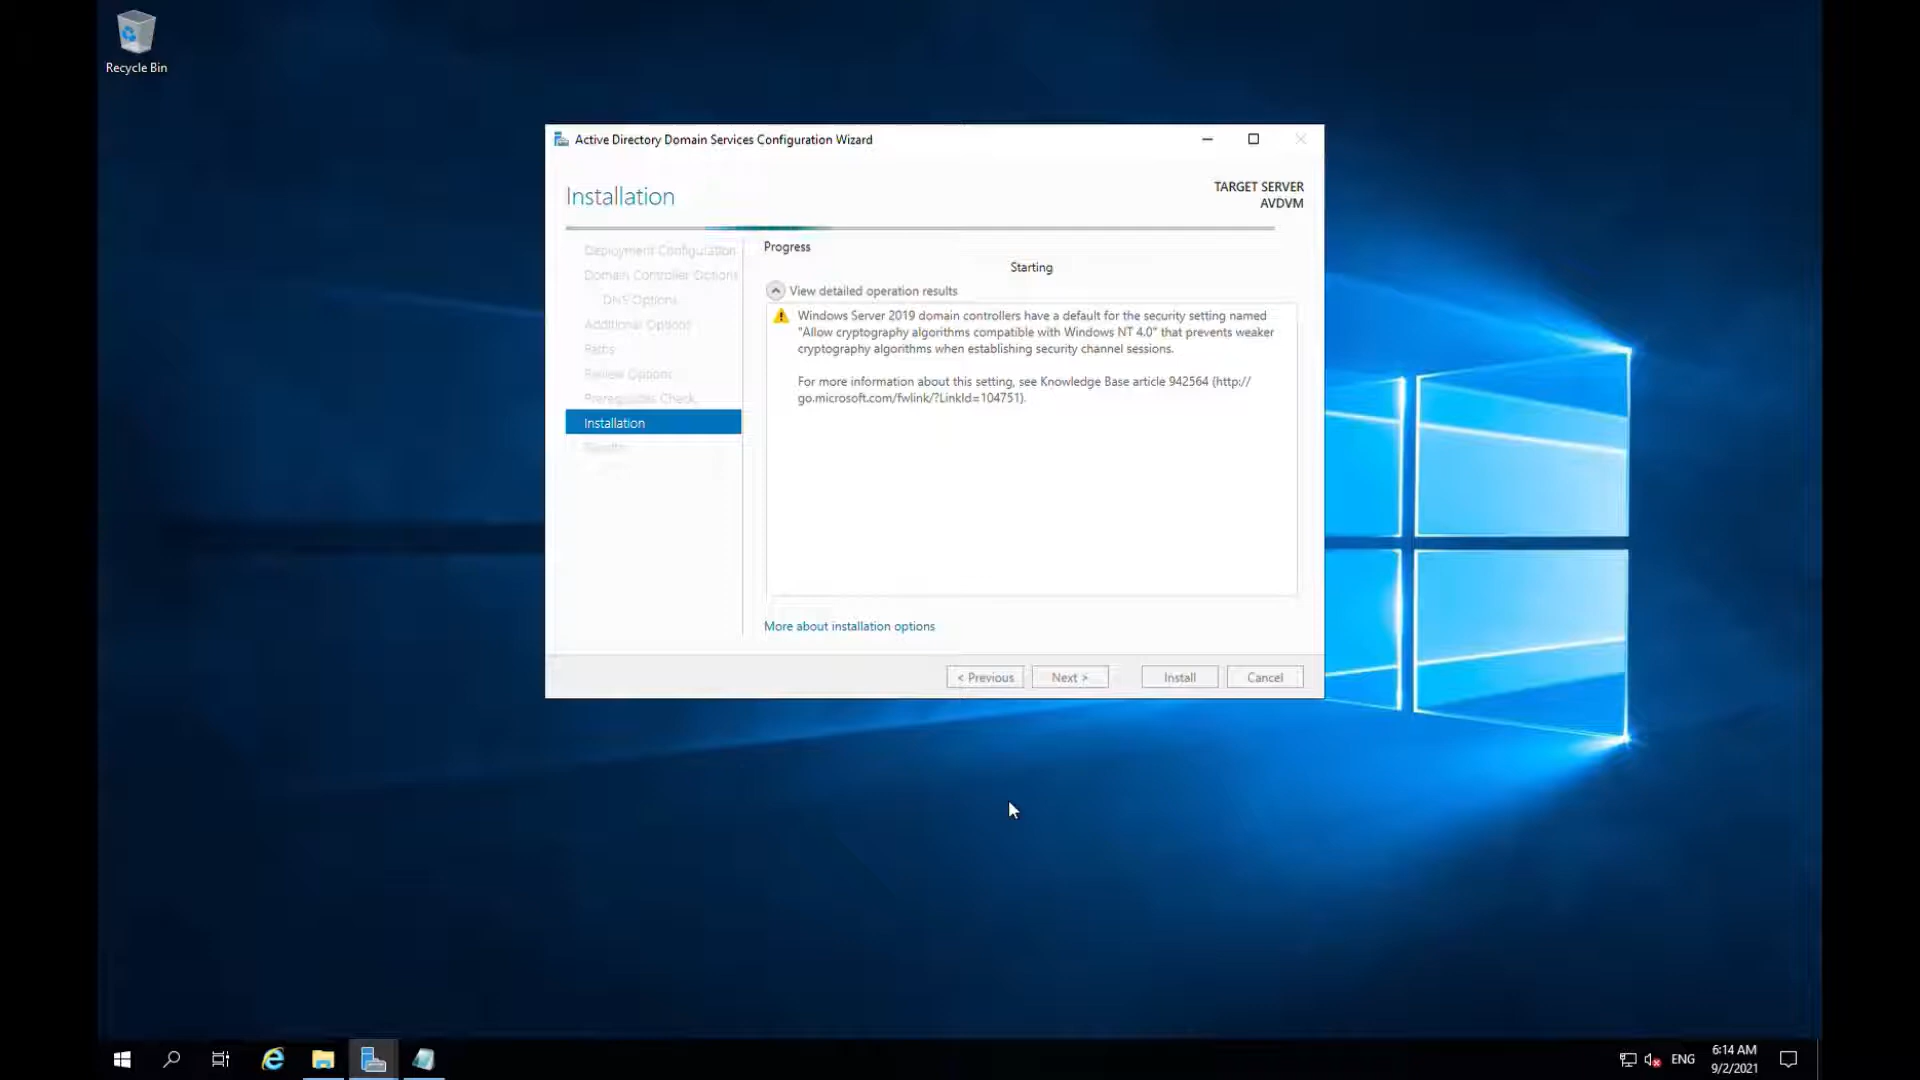 Recycle Bin
Active Directory Domain Services Configuration Wizard
Installation
TARGET SERVER
AVDVM
Deployment Configuration
Domain Controller Options
DNS Options
Additional Options
Paths
Review Options
Prerequisites Check
Installation
Results
Progress
Starting
View detailed operation results
Windows Server 2019 domain controllers have a default for the security setting named
"Allow cryptography algorithms compatible with Windows NT 4.0" that prevents weaker
cryptography algorithms when establishing security channel sessions.
For more information about this setting, see Knowledge Base article 942564 (http://
go.microsoft.com/fwlink/?LinkId=104751).
More about installation options
< Previous
Next >
Install
Cancel
ENG
6:14 AM
9/2/2021